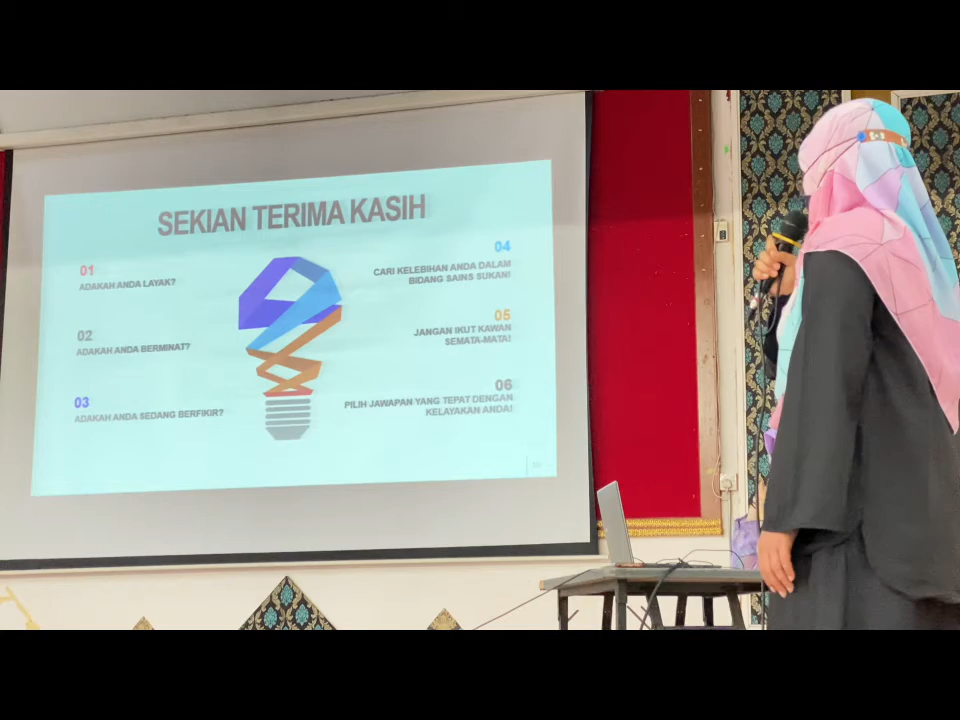 SEKIAN TERIMA KASIH
01
ADAKAH ANDA LAYAK?
02
ADAKAH ANDA BERMINAT?
03
ADAKAH ANDA SEDANG BERFIKIR?
04
CARI KELEBIHAN ANDA DALAM
BIDANG SAINS SUKAN!
05
JANGAN IKUT KAWAN
SEMATA-MATA!
06
PILIH JAWAPAN YANG TEPAT DENGAN
KELAYAKAN ANDA!